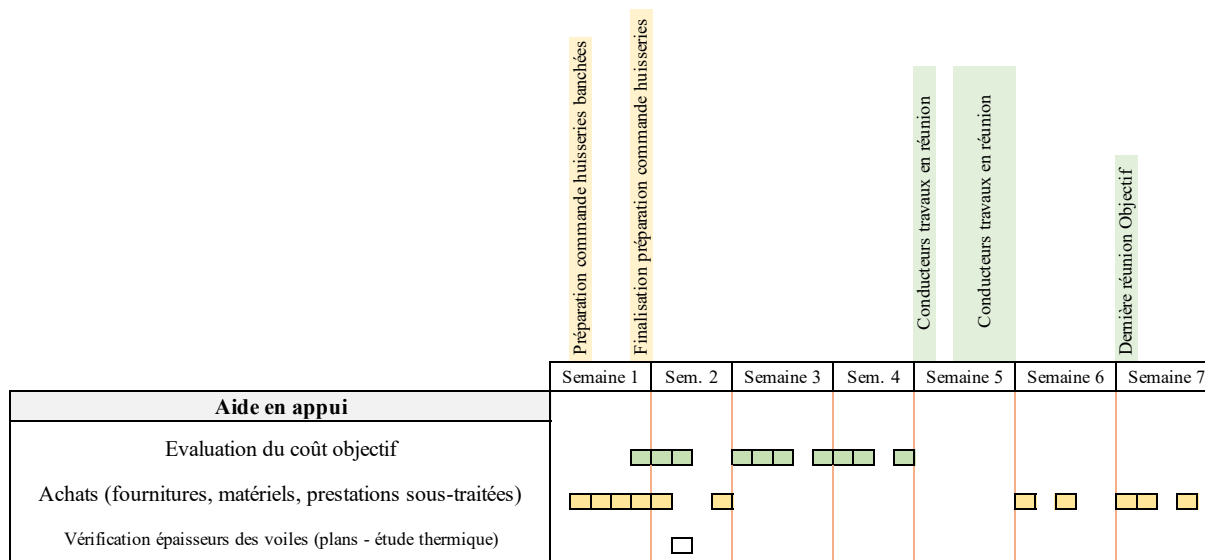 Préparation commande huisseries banchées
Finalisation préparation commande huisseries
Conducteurs travaux en réunion
Conducteurs travaux en réunion
Dernière réunion Objectif
Semaine 1
Sem. 2
Semaine 3
Sem. 4
Semaine 5
Semaine 6
Semaine 7
Aide en appui
Evaluation du coût objectif
Achats (fournitures, matériels, prestations sous-traitées)
Vérification épaisseurs des voiles (plans - étude thermique)